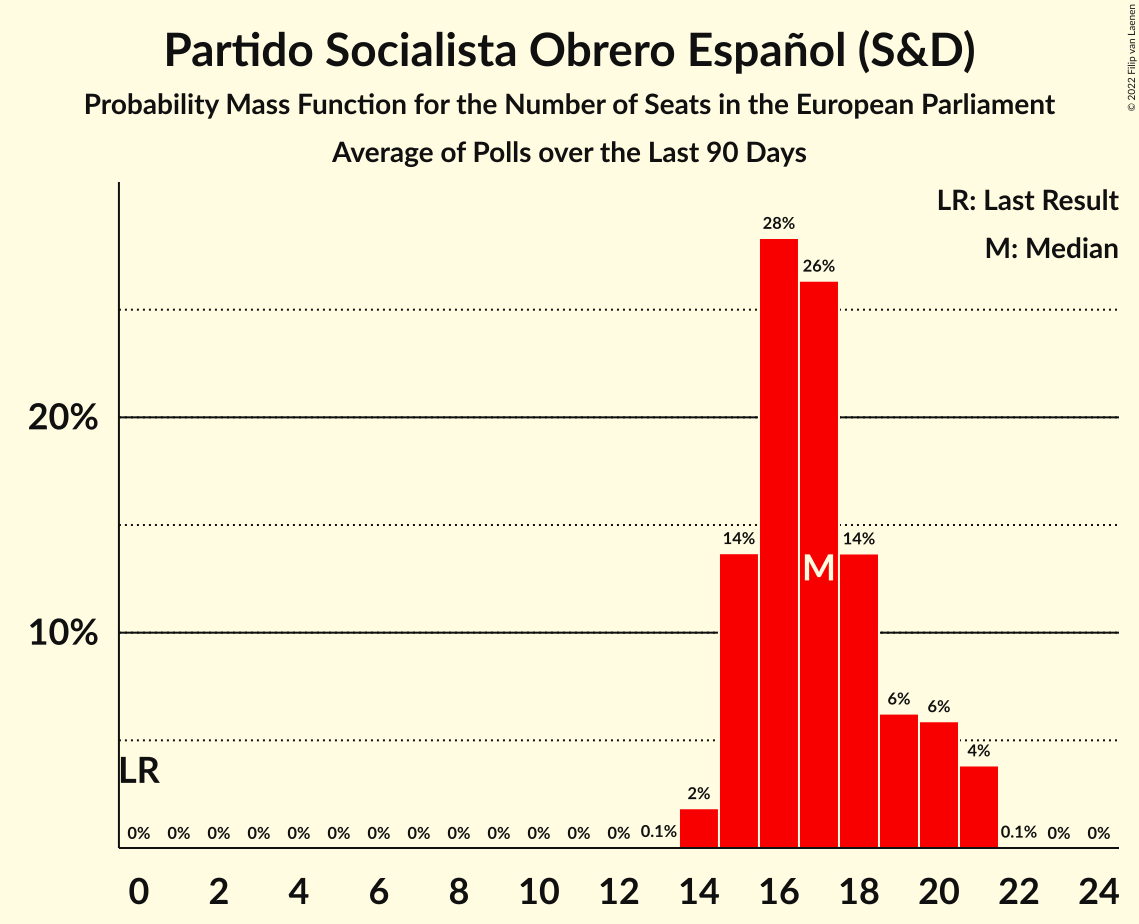 Partido Socialista Obrero Español (S&D)
Probability Mass Function for the Number of Seats in the European Parliament
Average of Polls over the Last 90 Days
© 2022 Filip van Laenen
LR: Last Result
M: Median
28%
26%
20%
14%
14%
M
10%
6%
6%
4%
LR
2%
0% 0% 0% 0% 0% 0% 0% 0% 0% 0% 0% 0% 0% 0.1% 0.1% 0% 0%
0 2 4 6 8 10 12 14 16 18 20 22 24